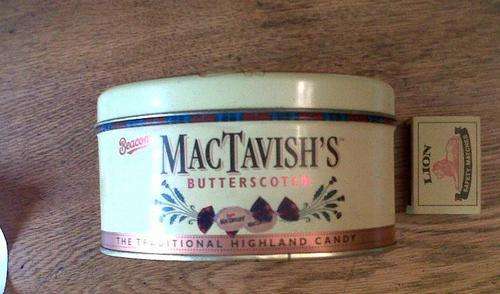 Beacon
MACTAVISH'S
BUTTERSCOTCH
THE TRADITIONAL HIGHLAND CANDY
LION
SAFETY MATCHES